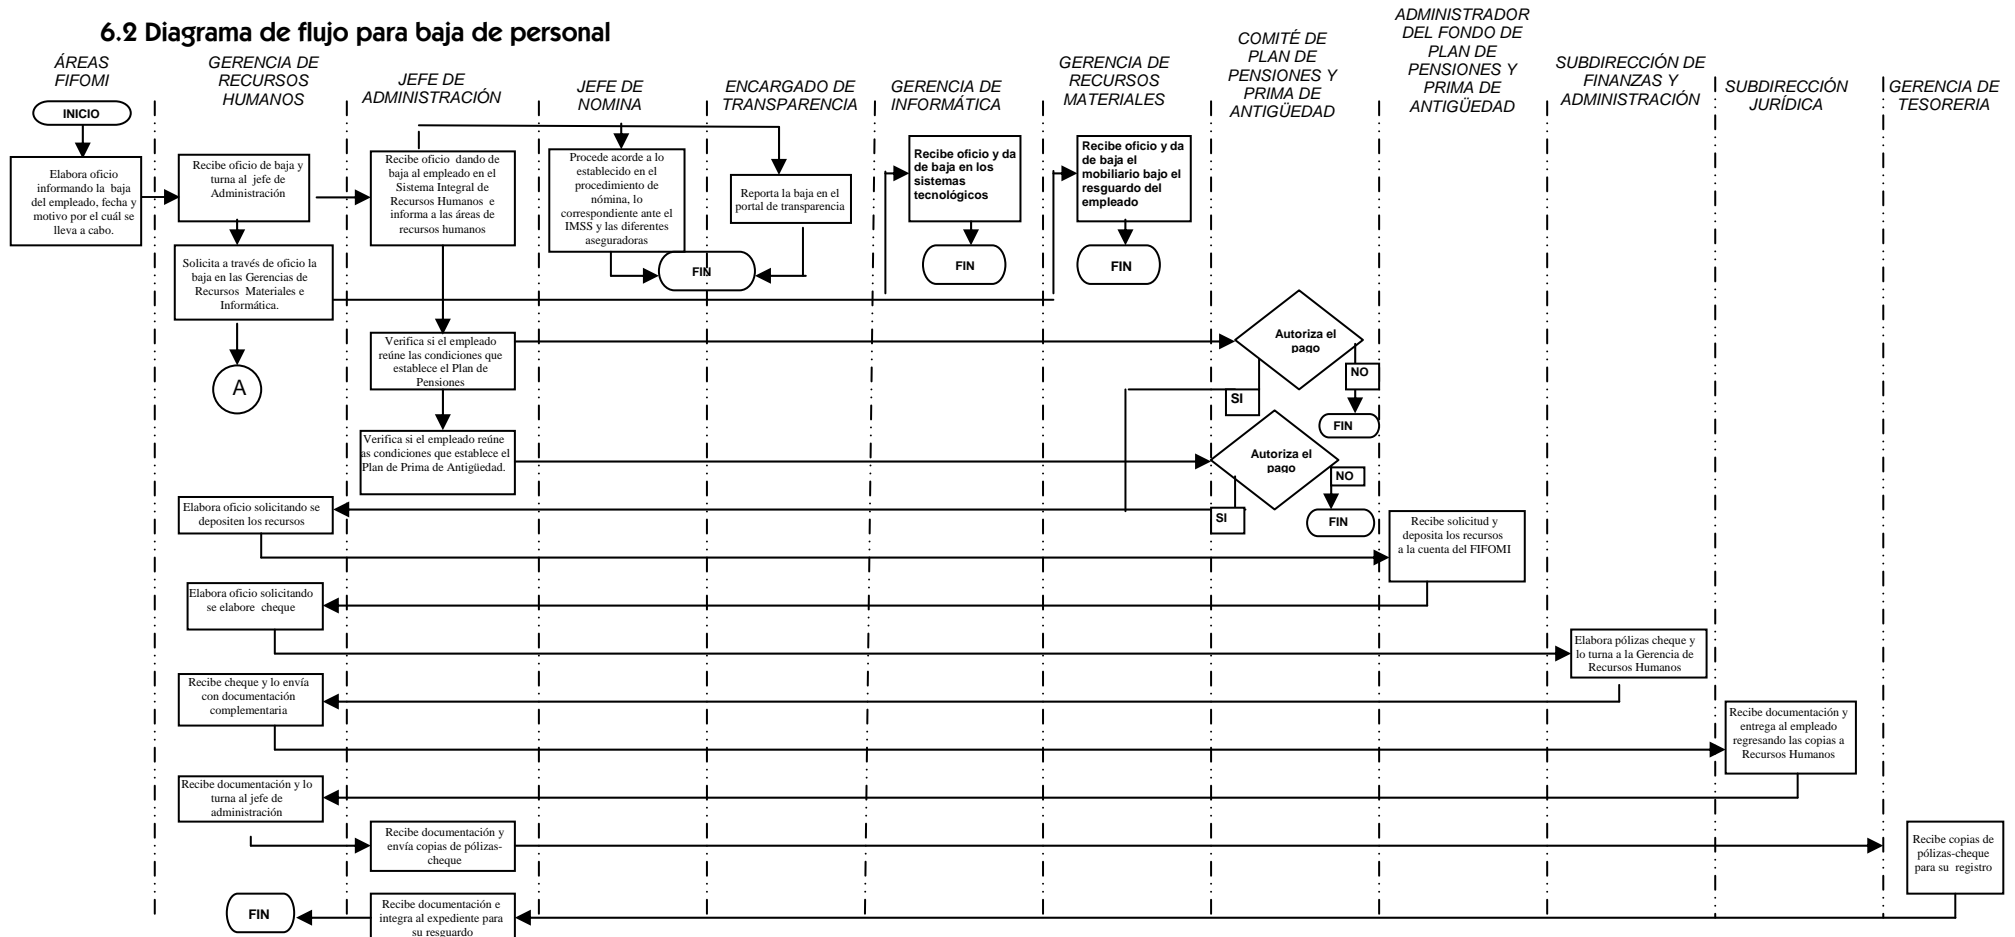 6.2 Diagrama de flujo para baja de personal
ÁREAS
FIFOMI
GERENCIA DE
RECURSOS
HUMANOS
JEFE DE
ADMINISTRACIÓN
JEFE DE
NOMINA
ENCARGADO DE
TRANSPARENCIA
GERENCIA DE
INFORMÁTICA
GERENCIA DE
RECURSOS
MATERIALES
COMITÉ DE
PLAN DE
PENSIONES Y
PRIMA DE
ANTIGÜEDAD
ADMINISTRADOR
DEL FONDO DE
PLAN DE
PENSIONES Y
PRIMA DE
ANTIGÜEDAD
SUBDIRECCIÓN DE
FINANZAS Y
ADMINISTRACIÓN
SUBDIRECCIÓN
JURÍDICA
GERENCIA DE
TESORERIA
INICIO
Elabora oficio
informando la baja
del empleado, fecha y
motivo por el cuál se
lleva a cabo.
Recibe oficio de baja y
turna al jefe de
Administración
Recibe oficio dando de
baja al empleado en el
Sistema Integral de
Recursos Humanos e
informa a las áreas de
recursos humanos
Procede acorde a lo
establecido en el
procedimiento de
nómina, lo
correspondiente ante el
IMSS y las diferentes
aseguradoras
Reporta la baja en el
portal de transparencia
Recibe oficio y da
de baja en los
sistemas
tecnológicos
Recibe oficio y da
de baja el
mobiliario bajo el
resguardo del
empleado
Solicita a través de oficio la
baja en las Gerencias de
Recursos Materiales e
Informática.
FIN
FIN
FIN
A
Verifica si el empleado
reúne las condiciones que
establece el Plan de
Pensiones
Autoriza el
pago
NO
SI
FIN
Verifica si el empleado reúne
as condiciones que establece el
Plan de Prima de Antigüedad.
Autoriza el
pago
NO
SI
FIN
Elabora oficio solicitando se
depositen los recursos
Recibe solicitud y
deposita los recursos
a la cuenta del FIFOMI
Elabora oficio solicitando
se elabore cheque
Elabora pólizas cheque y
lo turna a la Gerencia de
Recursos Humanos
Recibe cheque y lo envía
con documentación
complementaria
Recibe documentación y
entrega al empleado
regresando las copias a
Recursos Humanos
Recibe documentación y lo
turna al jefe de
administración
Recibe documentación y
envía copias de pólizas-
cheque
Recibe copias de
pólizas-cheque
para su registro
FIN
Recibe documentación e
integra al expediente para
su resguardo